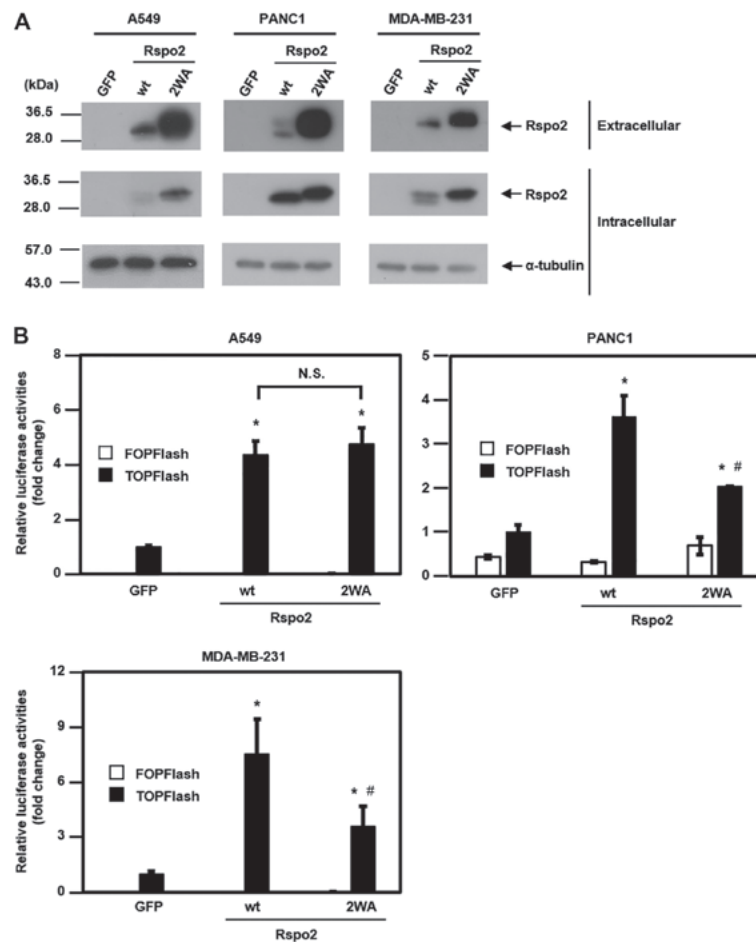 A
A549 PANC1 MDA-MB-231
Rspo2 Rspo2 Rspo2
(kDa) GFP wt 2WA GFP wt 2WA GFP wt 2WA
36.5
28.0
Rspo2 Extracellular
36.5
28.0
Rspo2
Intracellular
57.0
43.0
α-tubulin
B
A549
Relative luciferase activities
(fold change)
8
6
4
2
0
N.S.
* *
FOPFlash
TOPFlash
GFP wt 2WA
Rspo2
PANC1
5
4
3
2
1
0
*
* #
FOPFlash
TOPFlash
GFP wt 2WA
Rspo2
MDA-MB-231
Relative luciferase activities
(fold change)
12
9
6
3
0
*
* #
FOPFlash
TOPFlash
GFP wt 2WA
Rspo2